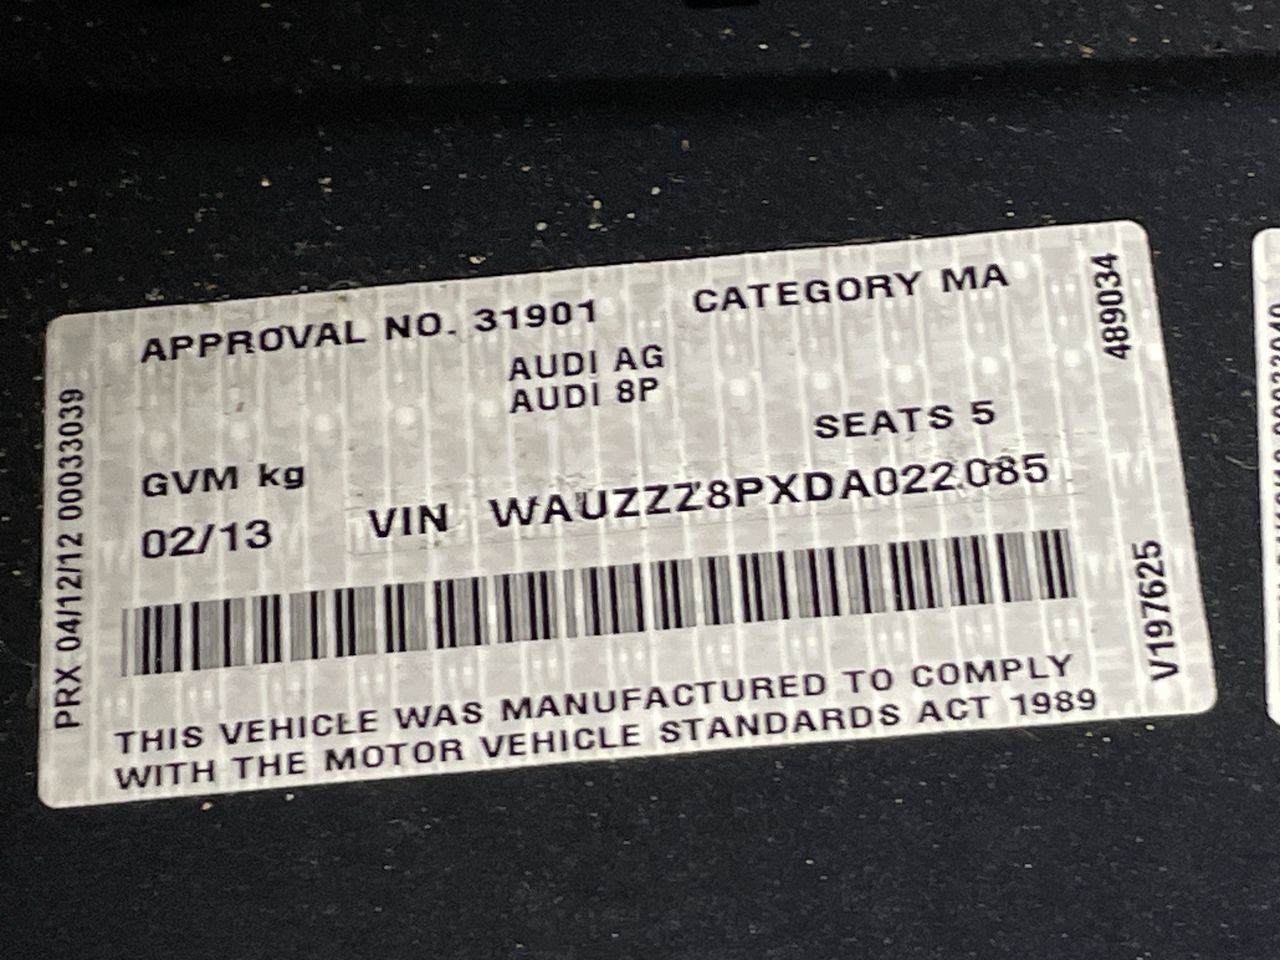 APPROVAL NO. 31901 CATEGORY MA
AUDI AG
AUDI 8P
SEATS 5
GVM kg
02/13 VIN WAUZZZ8PXDA022085
THIS VEHICLE WAS MANUFACTURED TO COMPLY
WITH THE MOTOR VEHICLE STANDARDS ACT 1989
PRX 04/12/12 00033039
489034
V197625